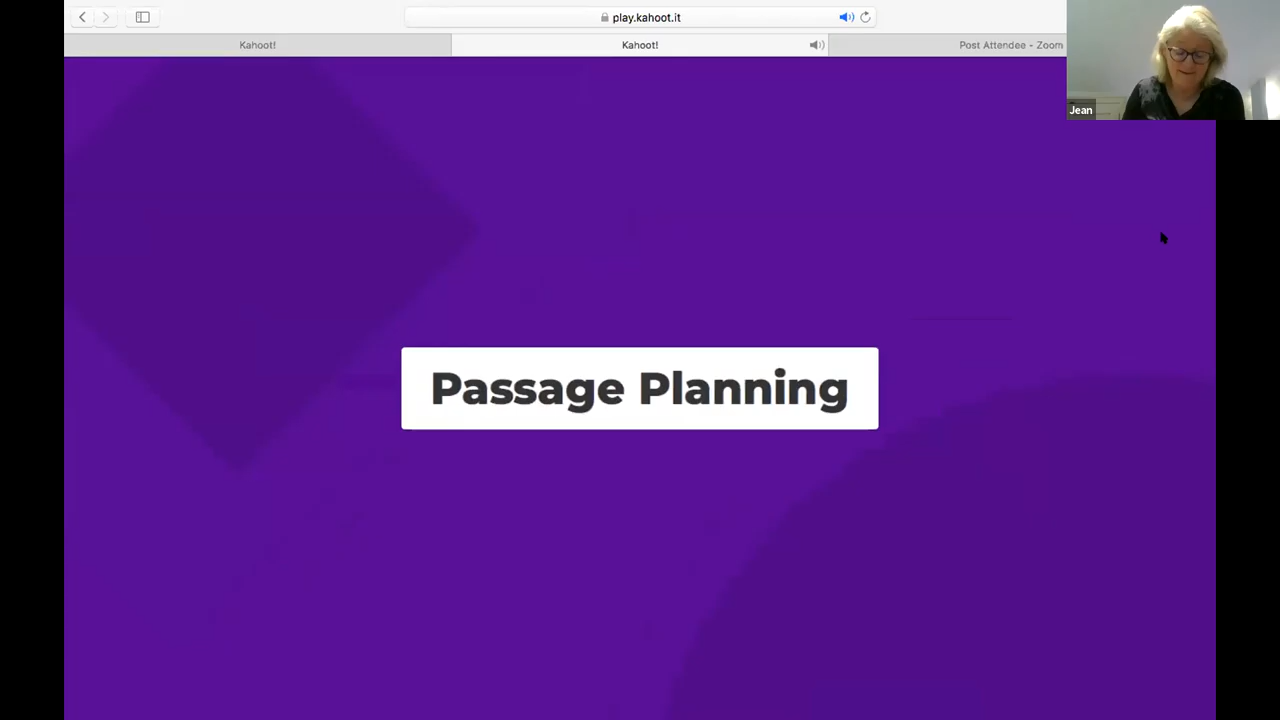 play.kahoot.it
Kahoot!
Kahoot!
Post Attendee - Zoom
Jean
Passage Planning